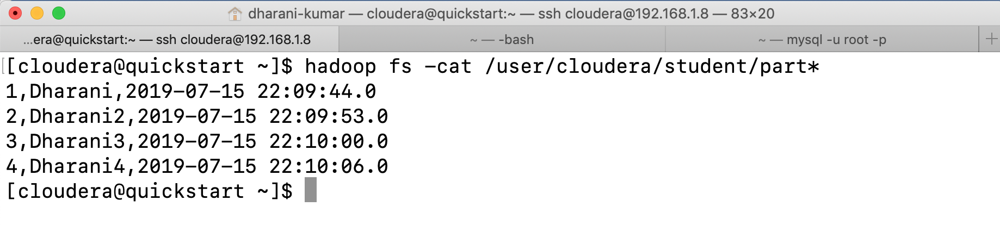 dharani-kumar — cloudera@quickstart:~ — ssh cloudera@192.168.1.8 — 83×20
...era@quickstart:~ — ssh cloudera@192.168.1.8
~ — -bash
~ — mysql -u root -p
[cloudera@quickstart ~]$ hadoop fs -cat /user/cloudera/student/part*
1,Dharani,2019-07-15 22:09:44.0
2,Dharani2,2019-07-15 22:09:53.0
3,Dharani3,2019-07-15 22:10:00.0
4,Dharani4,2019-07-15 22:10:06.0
[cloudera@quickstart ~]$